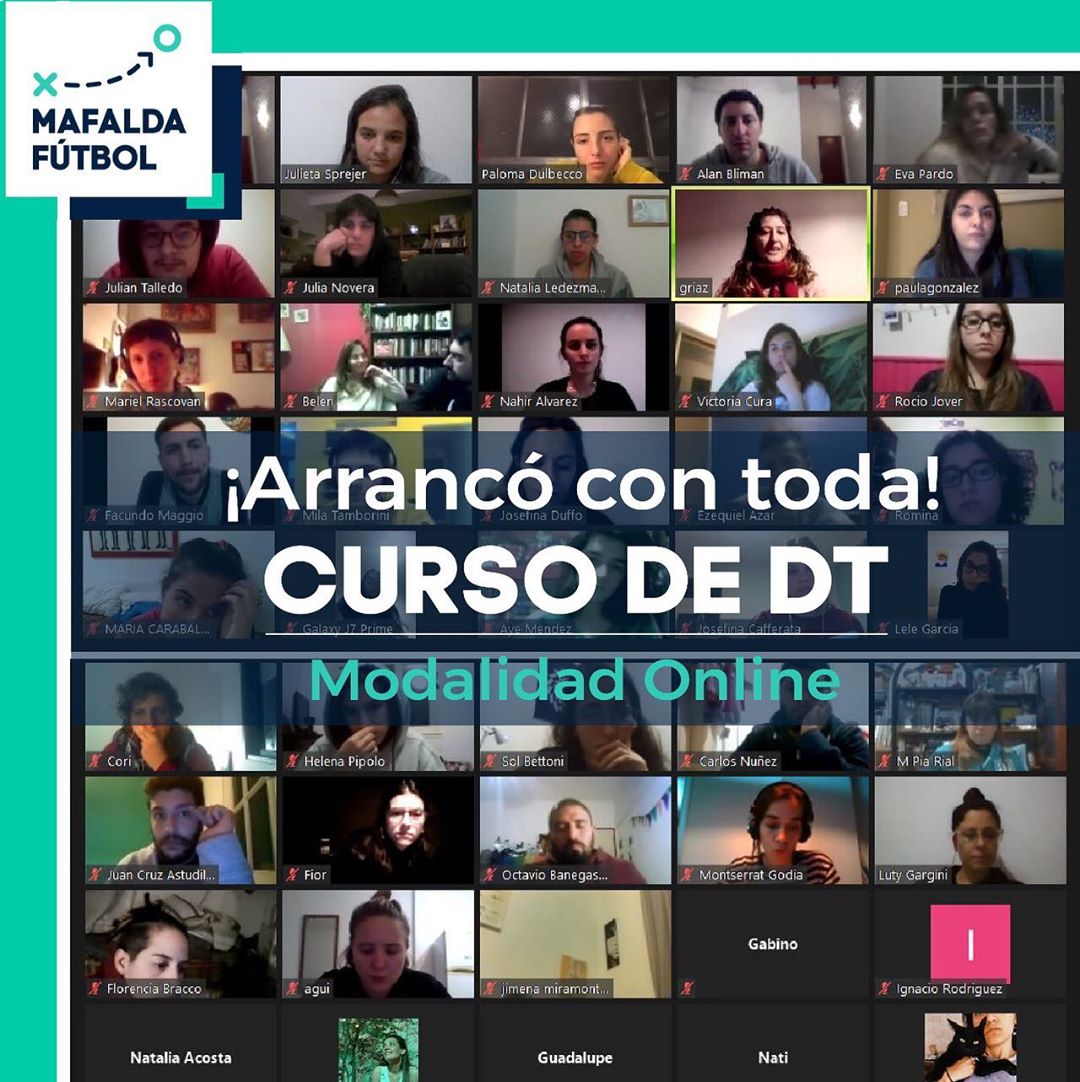 MAFALDA
FÚTBOL
Julieta Sprejer
Paloma Dulbecco
Alan Bliman
Eva Pardo
Julian Talledo
Julia Novera
Natalia Ledezma...
griaz
paulagonzalez
Mariel Rascovan
Belen
Nahir Alvarez
Victoria Cura
Rocio Jover
¡Arrancó con toda!
Facundo Maggio
Mila Tamborini
Josefina Duffo
Ezequiel Azar
Romina
CURSO DE DT
MARIA CARABAL...
Galaxy J7 Prime
Aye Mendez
Josefina Cafferata
Lele Garcia
Modalidad Online
Cori
Helena Pipolo
Sol Bettoni
Carlos Nuñez
M Pia Rial
Juan Cruz Astudil...
Fior
Octavio Banegas...
Montserrat Godia
Luty Gargini
Florencia Bracco
agui
jimena miramont...
Gabino
I
Ignacio Rodriguez
Natalia Acosta
Guadalupe
Nati